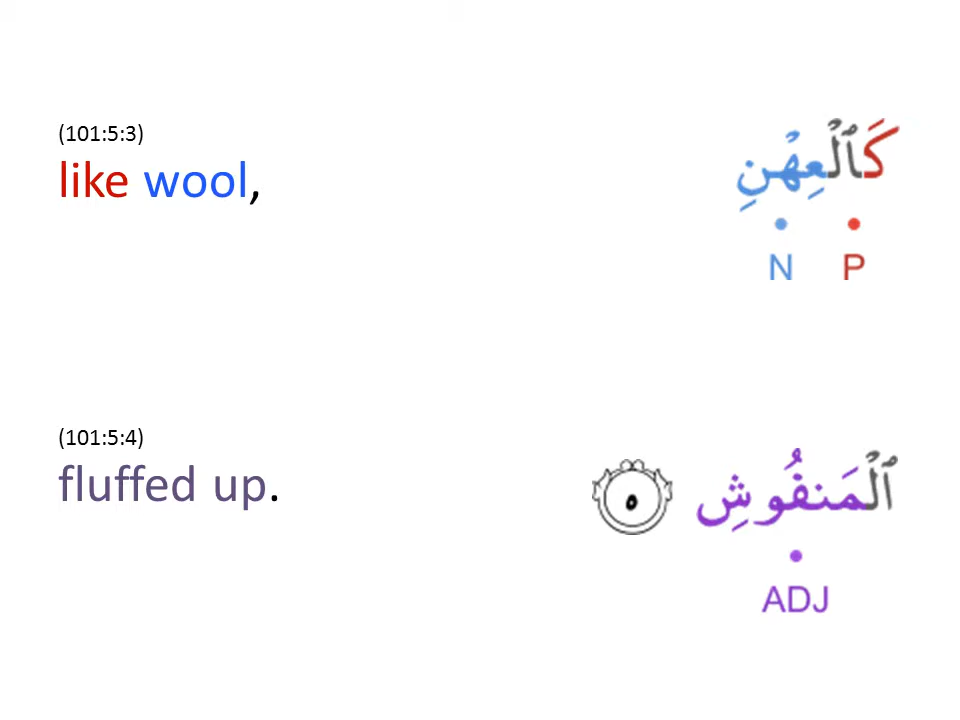 (101:5:3)
like wool,
كَٱلْعِهْنِ
N P
(101:5:4)
fluffed up.
ٱلْمَنفُوشِ ٥
ADJ